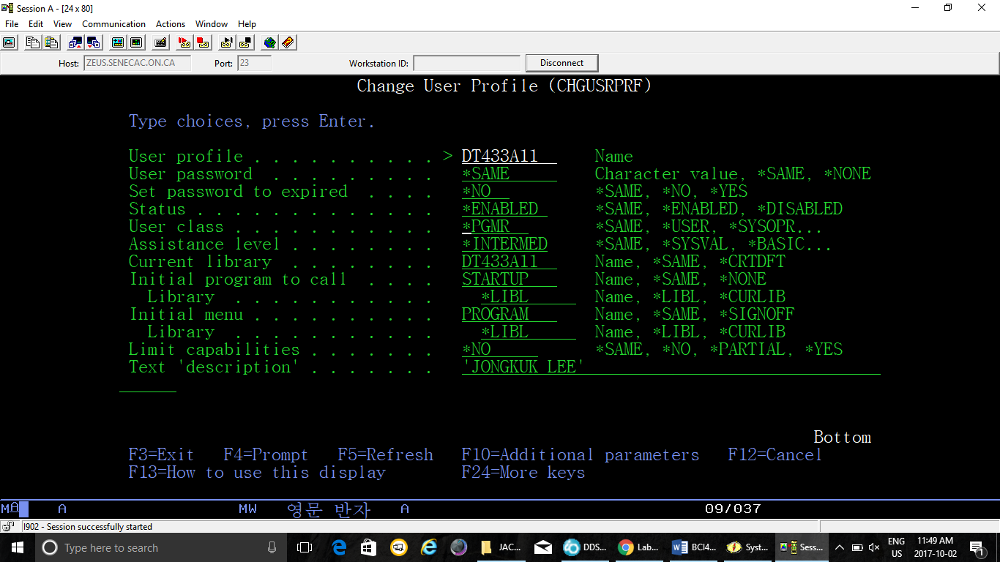 Session A - [24 x 80]
File Edit View Communication Actions Window Help
Host: ZEUS.SENECAC.ON.CA Port: 23 Workstation ID: Disconnect
Change User Profile (CHGUSRPRF)
Type choices, press Enter.
User profile . . . . . . . . . . > DT433A11 Name
User password . . . . . . . . . *SAME Character value, *SAME, *NONE
Set password to expired . . . . *NO *SAME, *NO, *YES
Status . . . . . . . . . . . . . *ENABLED *SAME, *ENABLED, *DISABLED
User class . . . . . . . . . . . *PGMR *SAME, *USER, *SYSOPR...
Assistance level . . . . . . . . *INTERMED *SAME, *SYSVAL, *BASIC...
Current library . . . . . . . . DT433A11 Name, *SAME, *CRTDFT
Initial program to call . . . . STARTUP Name, *SAME, *NONE
Library . . . . . . . . . . . *LIBL Name, *LIBL, *CURLIB
Initial menu . . . . . . . . . . PROGRAM Name, *SAME, *SIGNOFF
Library . . . . . . . . . . . *LIBL Name, *LIBL, *CURLIB
Limit capabilities . . . . . . . *NO *SAME, *NO, *PARTIAL, *YES
Text 'description' . . . . . . . 'JONGKUK LEE'
Bottom
F3=Exit F4=Prompt F5=Refresh F10=Additional parameters F12=Cancel
F13=How to use this display F24=More keys
MA A MW 영문 반자 A 09/037
I902 - Session successfully started
Type here to search JAC... DDS... Lab... BCI4... Syst... Sess... ENG 11:49 AM
US 2017-10-02 1